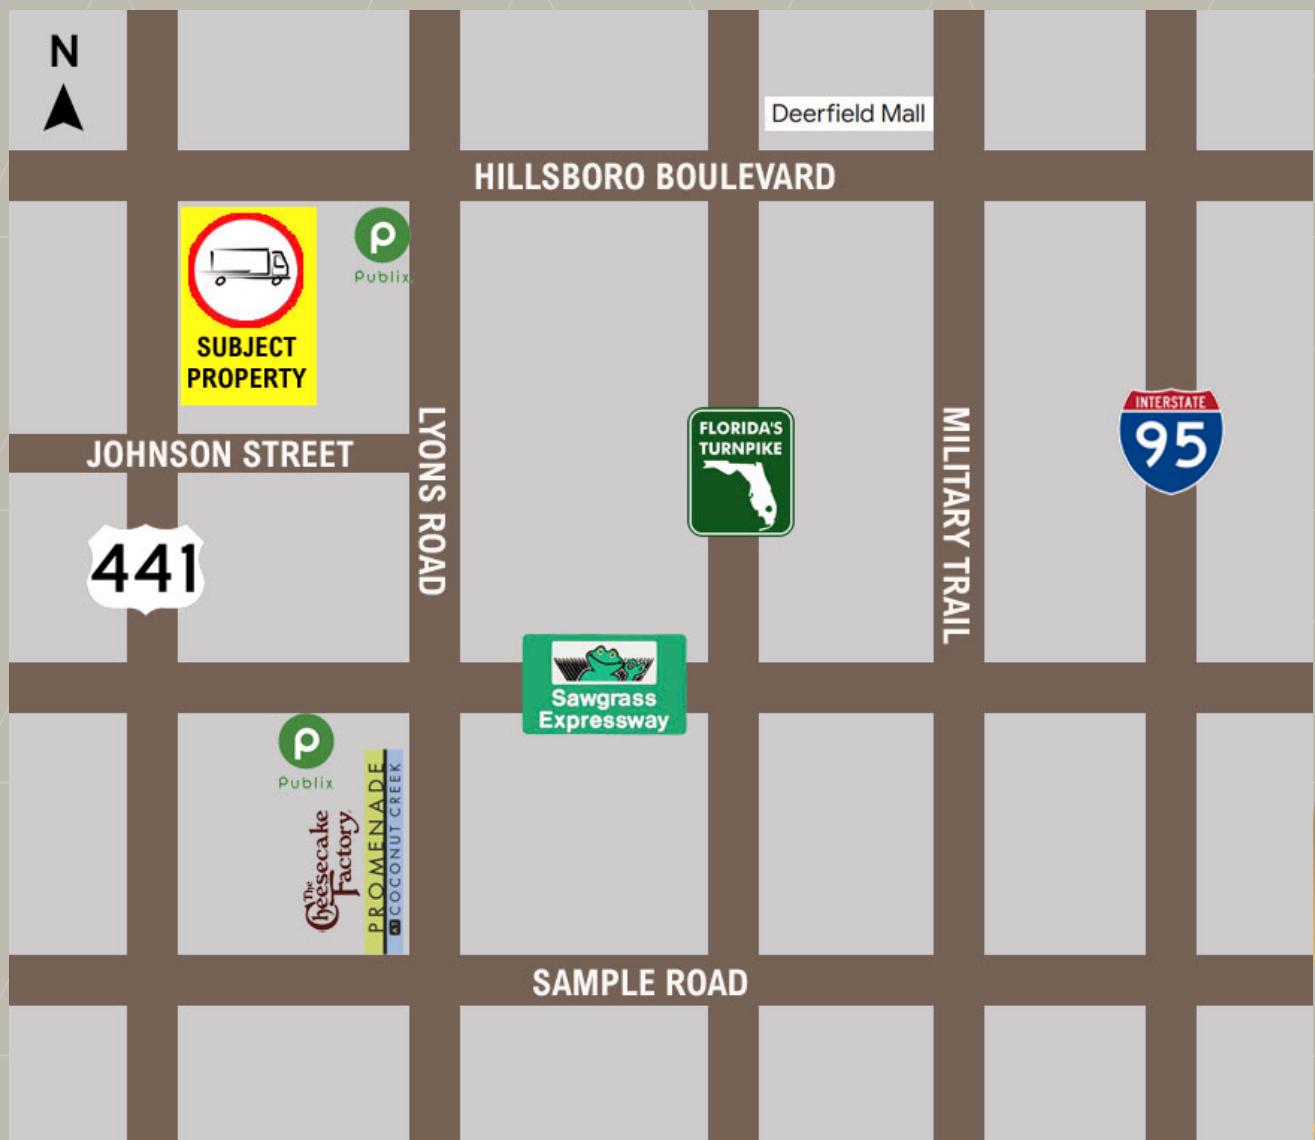 N
Deerfield Mall
HILLSBORO BOULEVARD
Publix
SUBJECT
PROPERTY
JOHNSON STREET
LYONS ROAD
FLORIDA'S
TURNPIKE
MILITARY TRAIL
INTERSTATE
95
441
Sawgrass
Expressway
Publix
The
Cheesecake
Factory
PROMENADE
AT COCONUT CREEK
SAMPLE ROAD